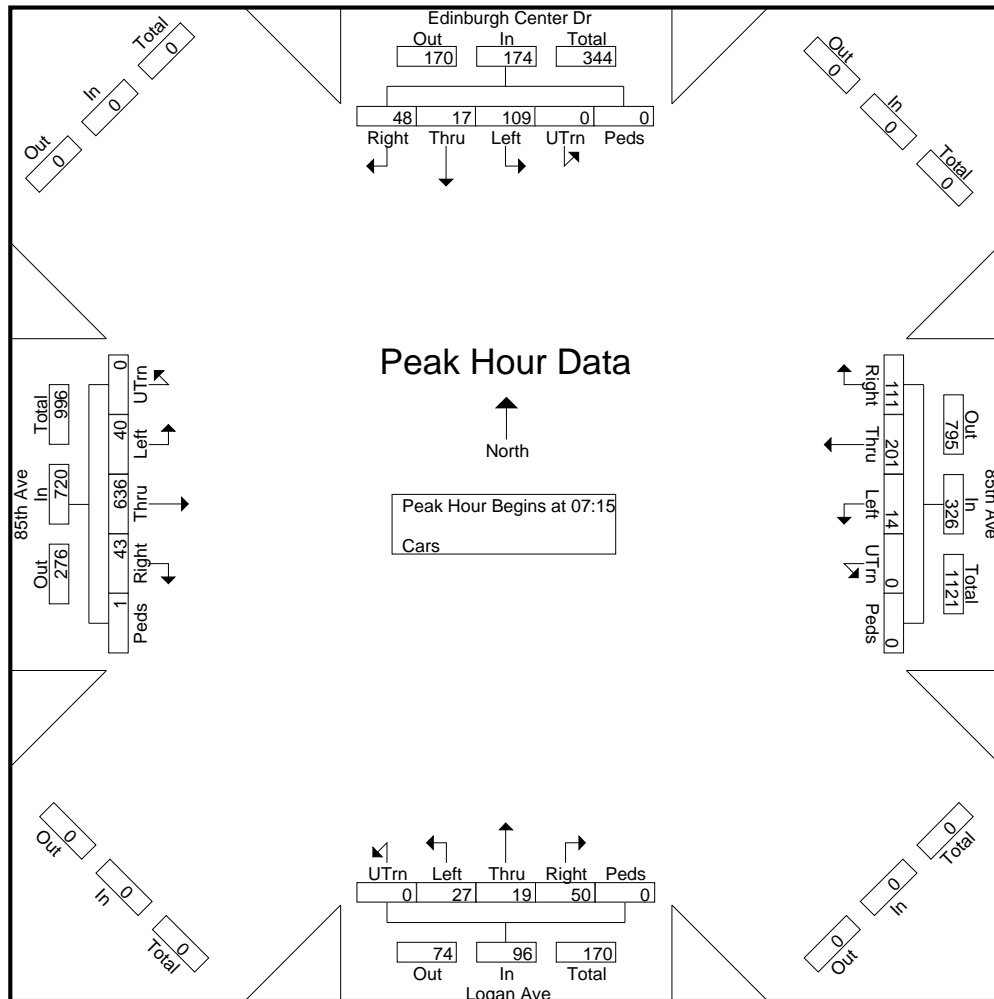 Edinburgh Center Dr
Out In Total
170 174 344
48 17 109 0 0
Right Thru Left UTrn Peds
Total
0
In
0
Out
0
Out
0
In
0
Total
0
85th Ave
Total In Out
996 720 276
0 40 636 43 1
UTrn Left Thru Right Peds
Peak Hour Data
North
Peak Hour Begins at 07:15
Cars
Right Thru Left UTrn Peds
111 201 14 0 0
Out In Total
795 326 1121
85th Ave
Out
0
In
0
Total
0
Total
0
In
0
Out
0
UTrn Left Thru Right Peds
0 27 19 50 0
74 96 170
Out In Total
Logan Ave